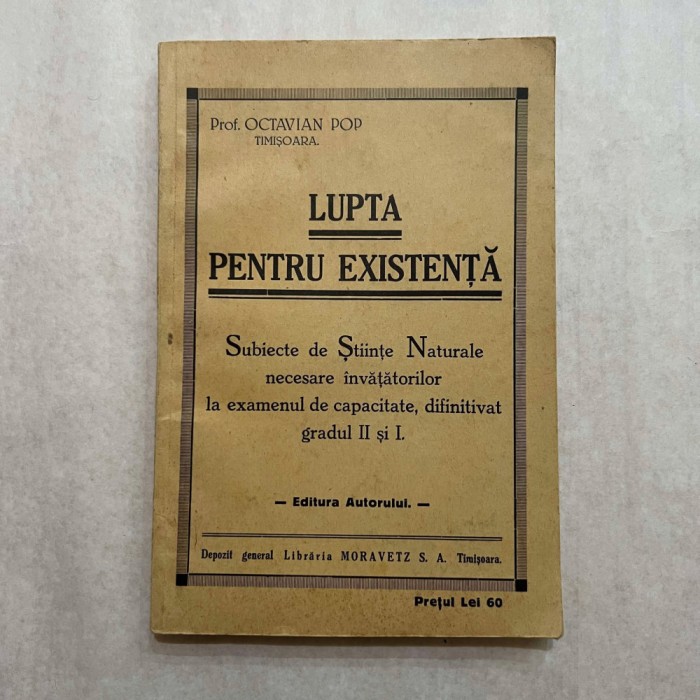 Prof. OCTAVIAN POP
TIMIȘOARA.
LUPTA
PENTRU EXISTENȚĂ
Subiecte de Științe Naturale
necesare învățătorilor
la examenul de capacitate, difinitivat
gradul II și I.
— Editura Autorului. —
Depozit general Librăria MORAVETZ S. A. Timișoara.
Prețul Lei 60